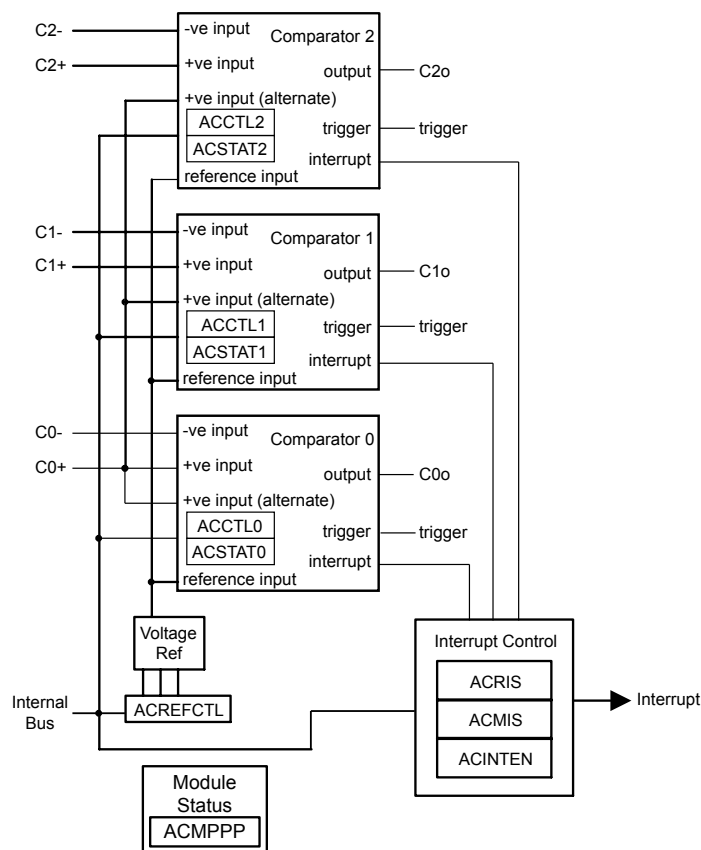 C2-
-ve input
Comparator 2
C2+
+ve input
output
C2o
+ve input (alternate)
ACCTL2
trigger
trigger
ACSTAT2
interrupt
reference input
C1-
-ve input
Comparator 1
C1+
+ve input
output
C1o
+ve input (alternate)
ACCTL1
trigger
trigger
ACSTAT1
interrupt
reference input
C0-
-ve input
Comparator 0
C0+
+ve input
output
C0o
+ve input (alternate)
ACCTL0
trigger
trigger
ACSTAT0
interrupt
reference input
Voltage
Ref
Interrupt Control
ACRIS
Internal
Bus
ACREFCTL
ACMIS
Interrupt
ACINTEN
Module
Status
ACMPPP